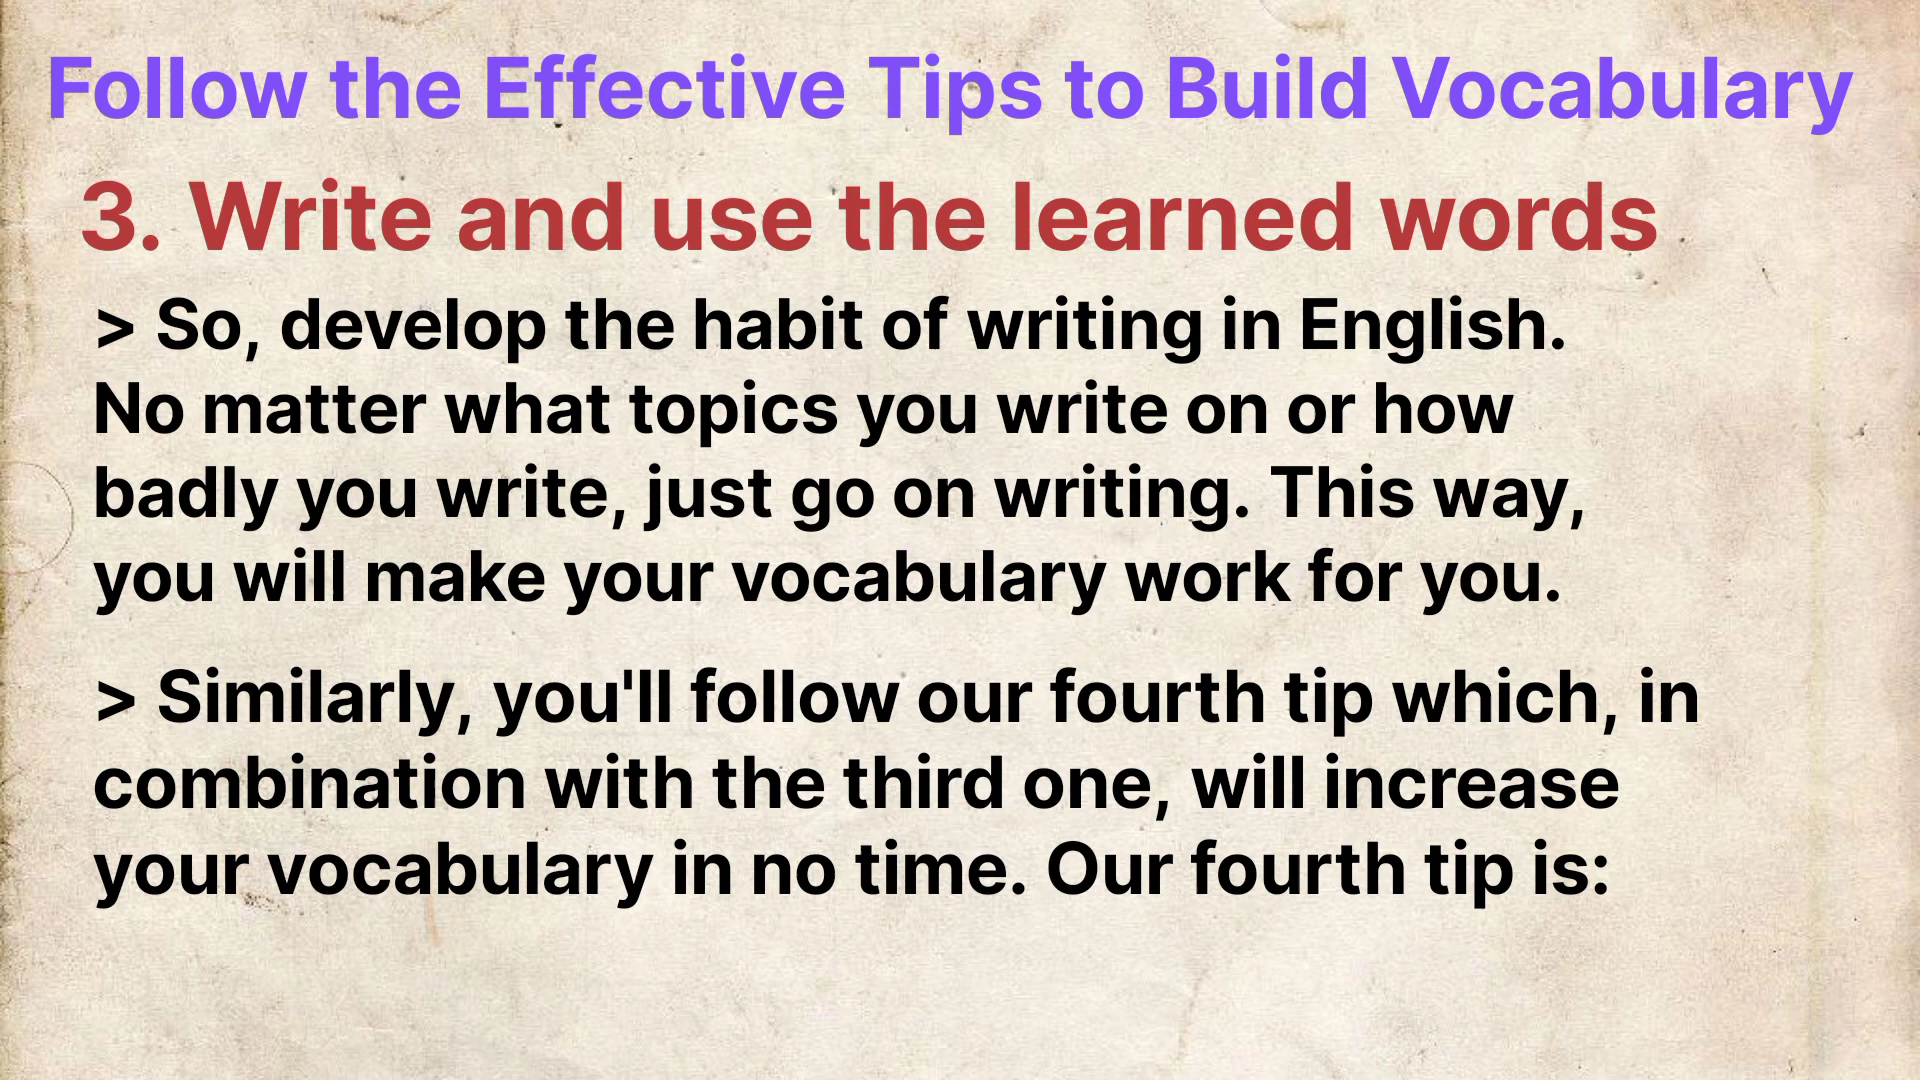 Follow the Effective Tips to Build Vocabulary
3. Write and use the learned words
> So, develop the habit of writing in English.
No matter what topics you write on or how
badly you write, just go on writing. This way,
you will make your vocabulary work for you.
> Similarly, you'll follow our fourth tip which, in
combination with the third one, will increase
your vocabulary in no time. Our fourth tip is: